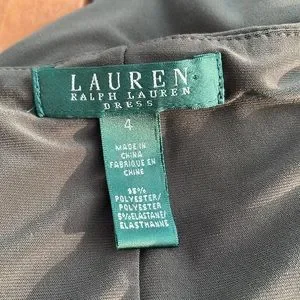 LAUREN
RALPH LAUREN
DRESS
4
MADE IN
CHINA
FABRIQUE EN
CHINE
95%
POLYESTER/
POLYESTER
5%ELASTANE/
ELASTHANNE